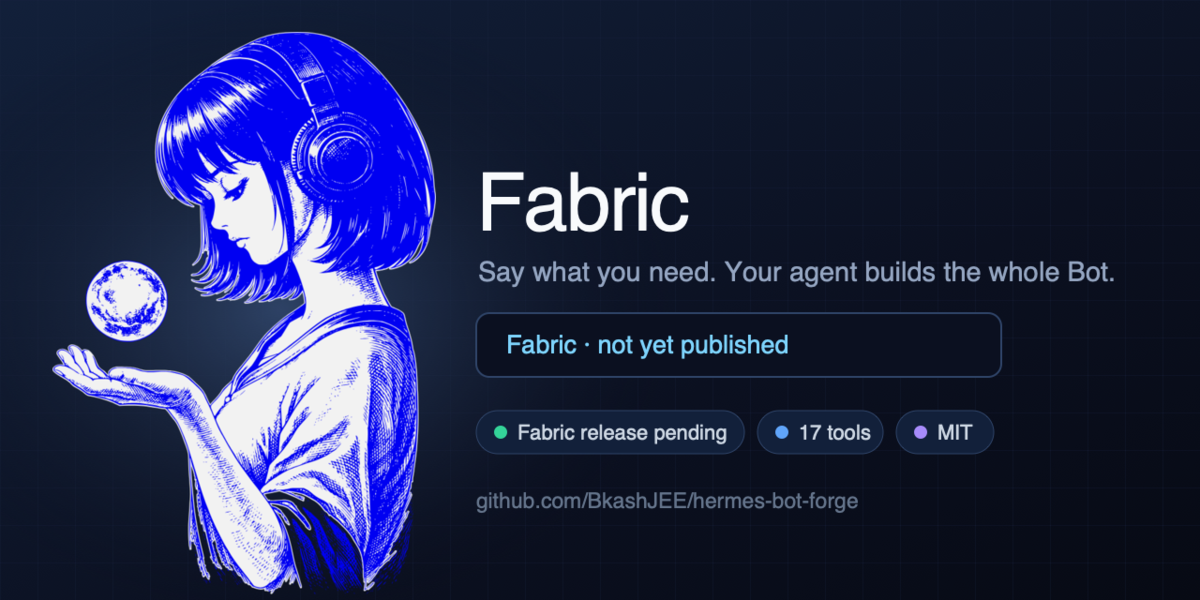 Fabric
Say what you need. Your agent builds the whole Bot.
Fabric · not yet published
Fabric release pending 17 tools MIT
github.com/BkashJEE/hermes-bot-forge